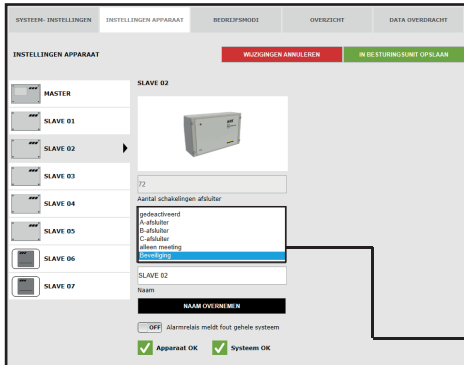 SYSTEEM- INSTELLINGEN
INSTELLINGEN APPARAAT
BEDRIJFSMODI
OVERZICHT
DATA OVERDRACHT
INSTELLINGEN APPARAAT
WIJZIGINGEN ANNULEREN
IN BESTURINGSUNIT OPSLAAN
MASTER
SLAVE 01
SLAVE 02
SLAVE 03
SLAVE 04
SLAVE 05
SLAVE 06
SLAVE 07
SLAVE 02
72
Aantal schakelingen afsluiter
gedeactiveerd
A-afsluiter
B-afsluiter
C-afsluiter
alleen meeting
Beveiliging
SLAVE 02
Naam
NAAM OVERNEMEN
OFF Alarmrelais meldt fout gehele systeem
Apparaat OK
Systeem OK